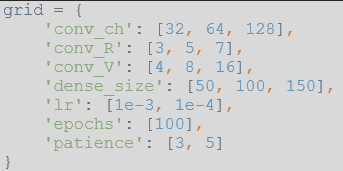 grid = {
    'conv_ch': [32, 64, 128],
    'conv_R': [3, 5, 7],
    'conv_V': [4, 8, 16],
    'dense_size': [50, 100, 150],
    'lr': [1e-3, 1e-4],
    'epochs': [100],
    'patience': [3, 5]
}